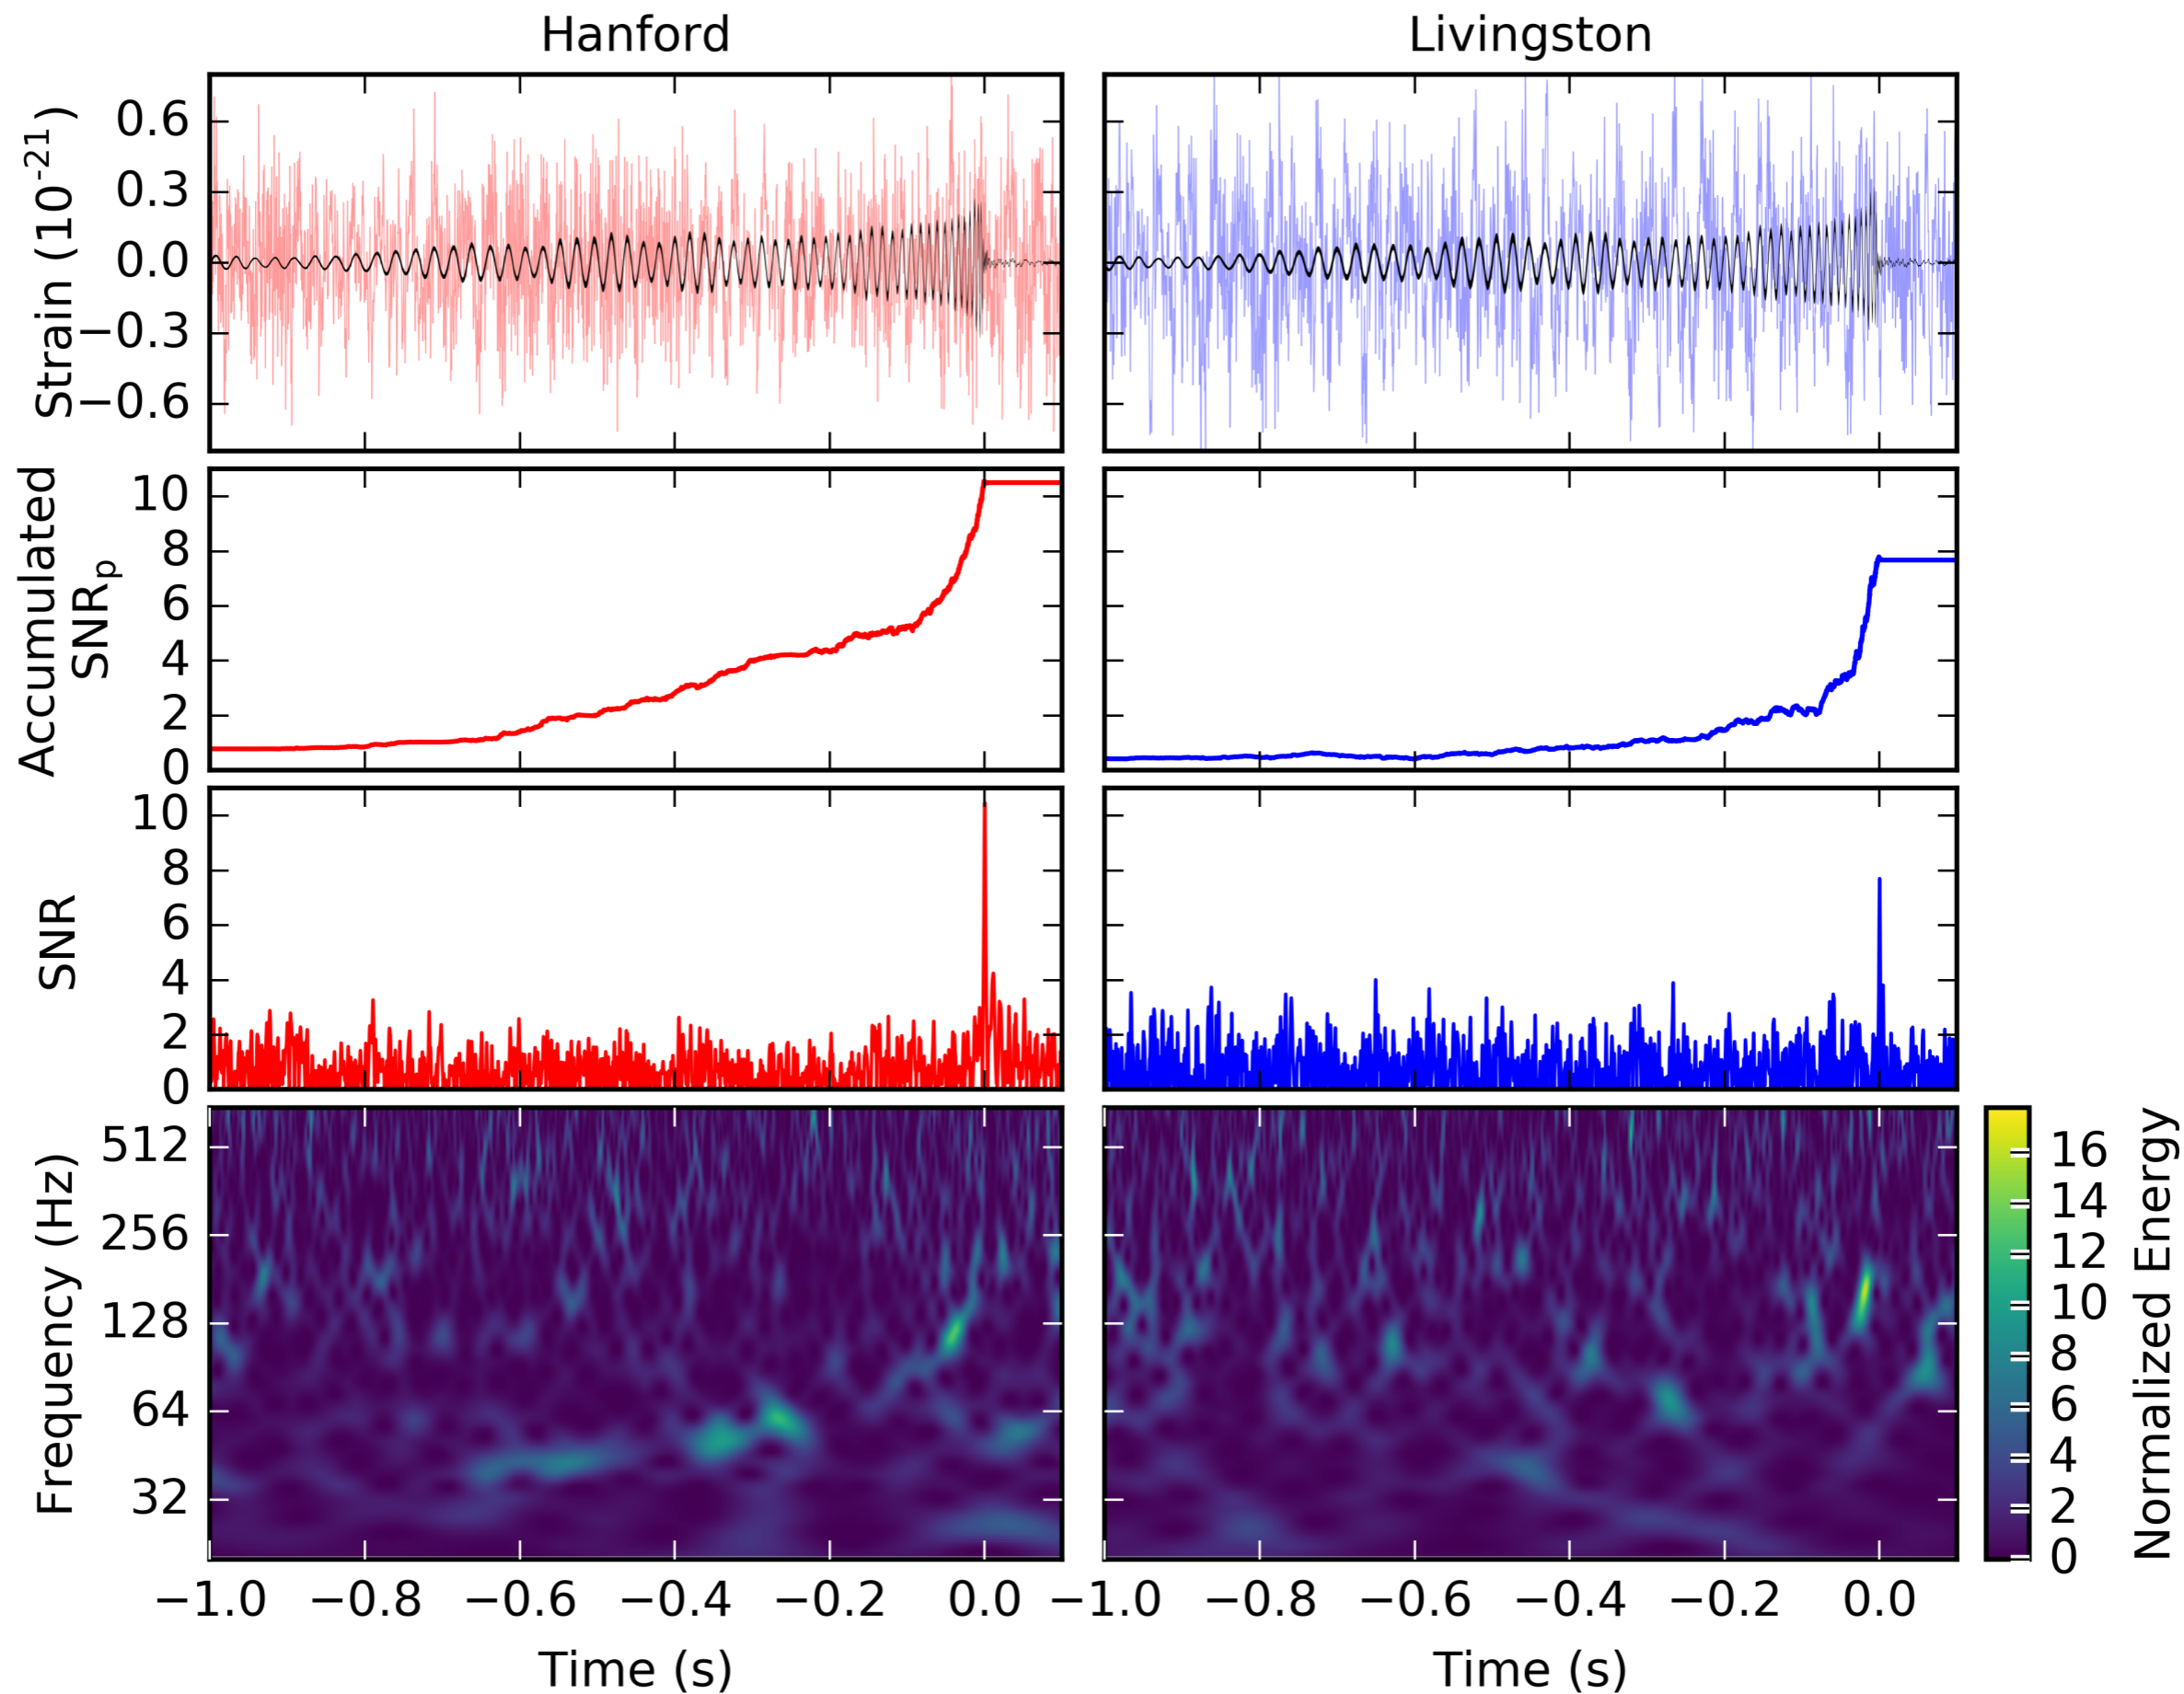 Hanford
Livingston
Strain (10⁻²¹)
0.6
0.3
0.0
−0.3
−0.6
Accumulated
SNRₚ
10
8
6
4
2
0
SNR
10
8
6
4
2
0
Frequency (Hz)
512
256
128
64
32
−1.0 −0.8 −0.6 −0.4 −0.2 0.0
−1.0 −0.8 −0.6 −0.4 −0.2 0.0
Time (s)
Time (s)
16
14
12
10
8
6
4
2
0
Normalized Energy